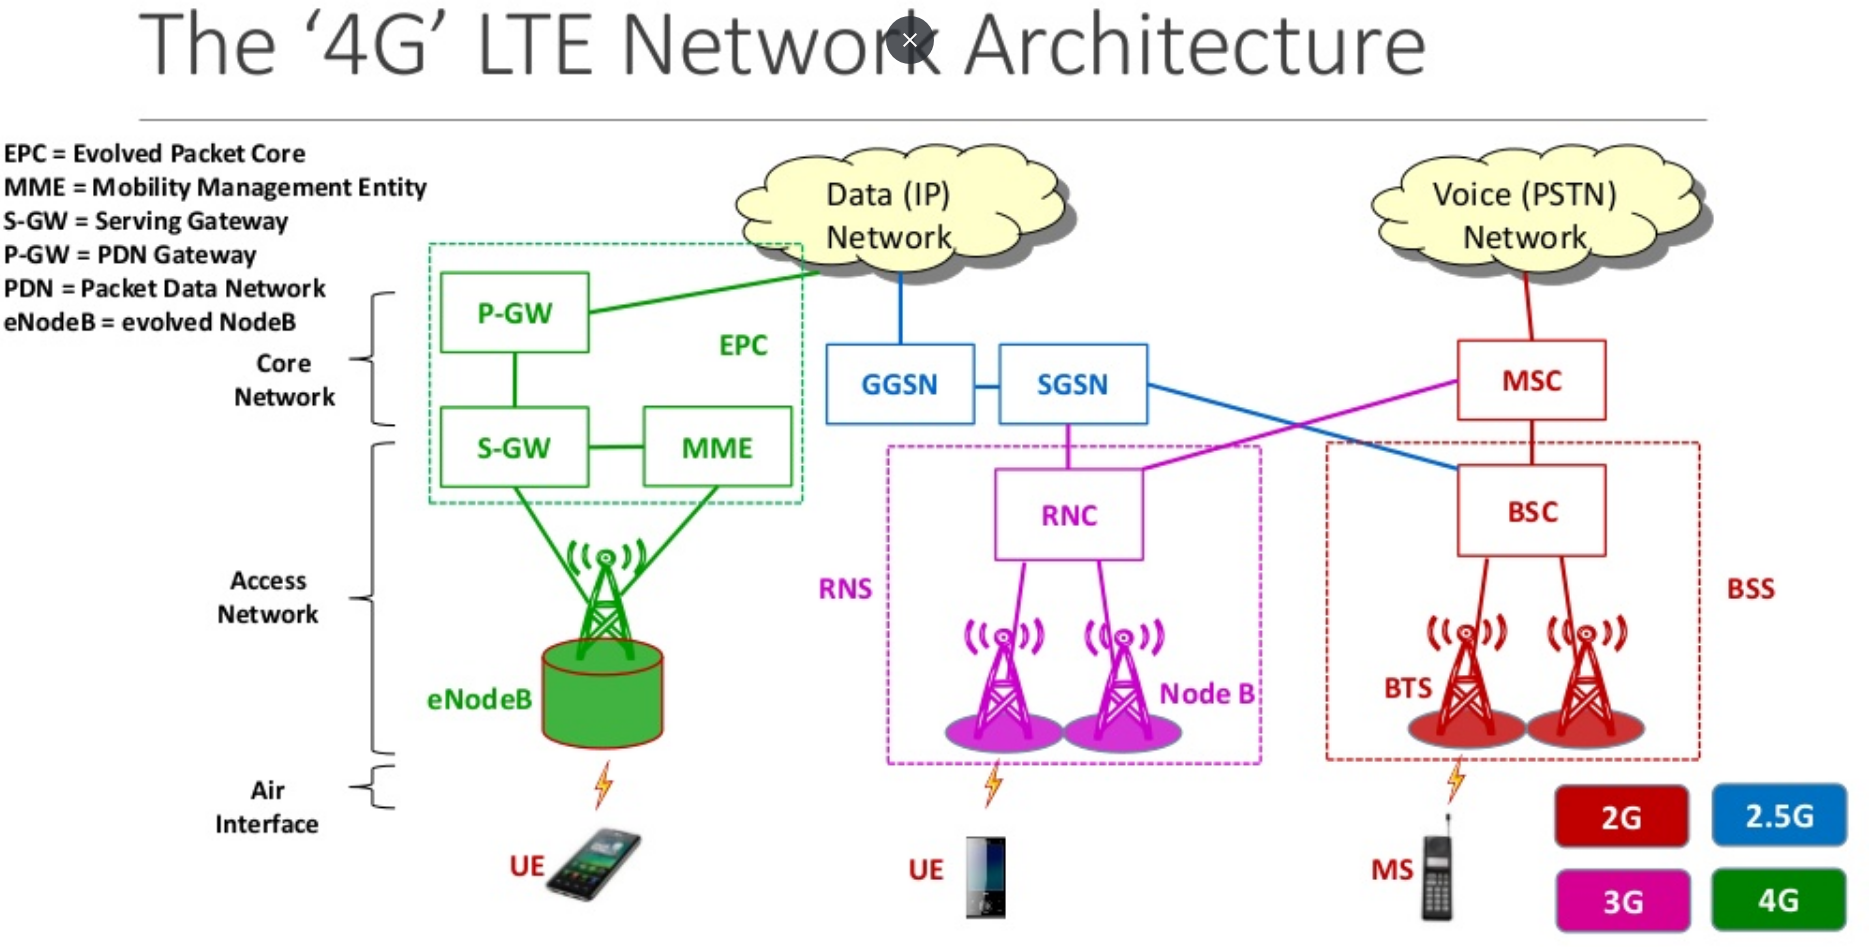 The ‘4G’ LTE Network Architecture
EPC = Evolved Packet Core
MME = Mobility Management Entity
S-GW = Serving Gateway
P-GW = PDN Gateway
PDN = Packet Data Network
eNodeB = evolved NodeB
Core
Network
Access
Network
Air
Interface
Data (IP)
Network
Voice (PSTN)
Network
P-GW
EPC
S-GW
MME
GGSN
SGSN
MSC
RNC
BSC
RNS
BSS
eNodeB
Node B
BTS
UE
UE
MS
2G
2.5G
3G
4G